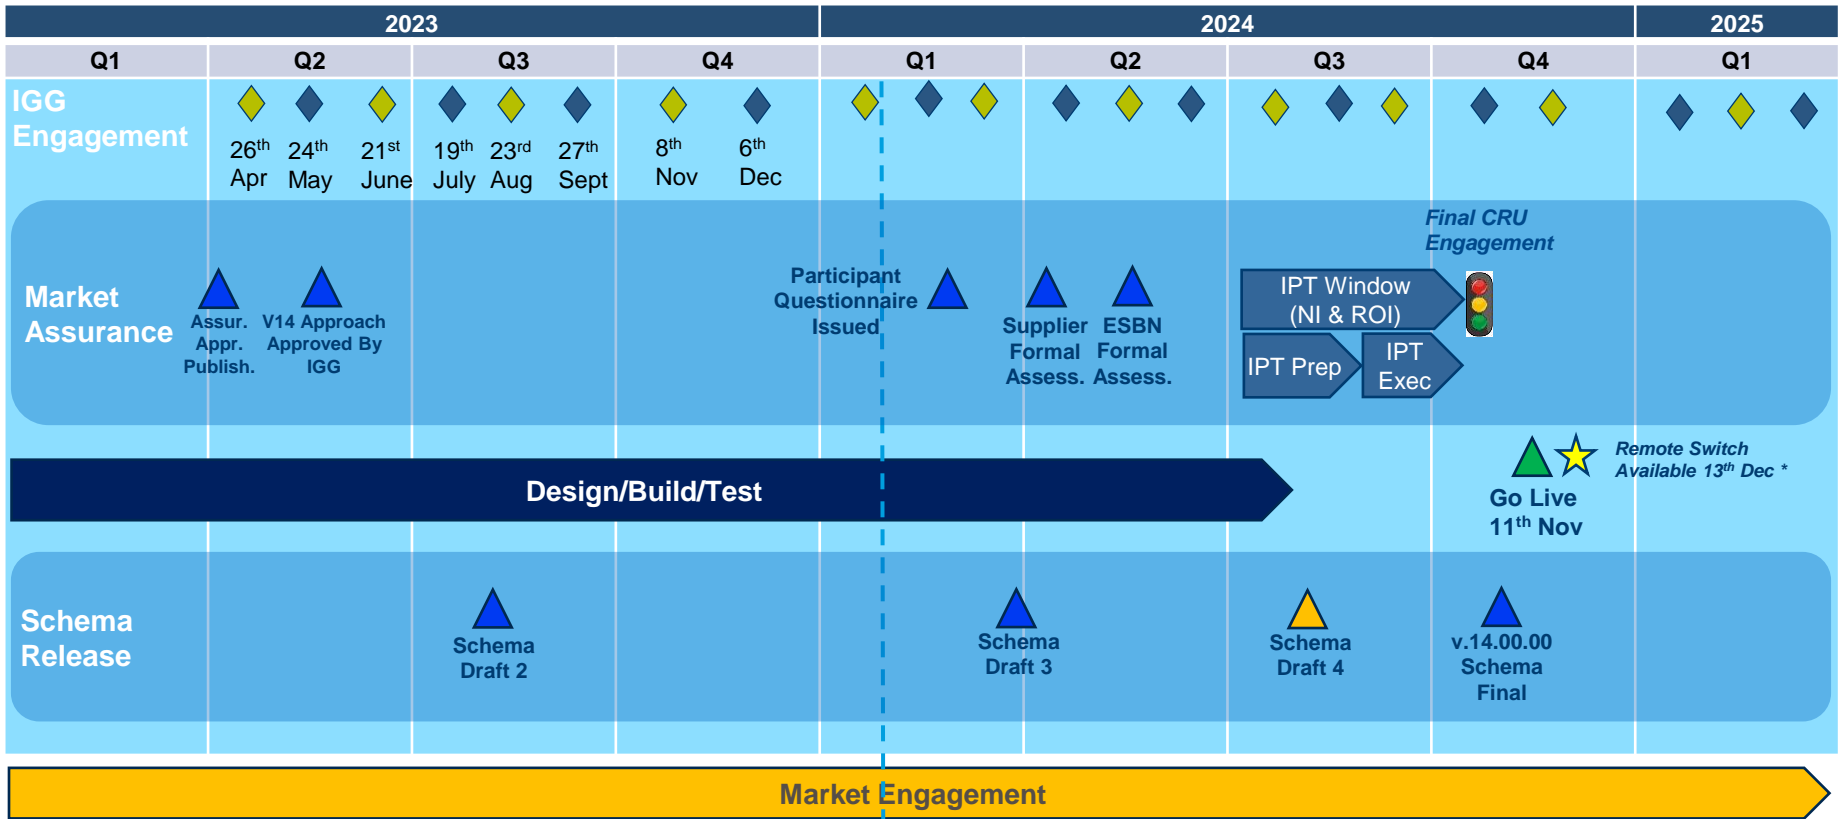 2023
2024
2025
Q1
Q2
Q3
Q4
Q1
Q2
Q3
Q4
Q1
IGG
Engagement
26th
Apr
24th
May
21st
June
19th
July
23rd
Aug
27th
Sept
8th
Nov
6th
Dec
Market
Assurance
Assur.
Appr.
Publish.
V14 Approach
Approved By
IGG
Participant
Questionnaire
Issued
Supplier
Formal
Assess.
ESBN
Formal
Assess.
IPT Window
(NI & ROI)
IPT Prep
IPT
Exec
Final CRU
Engagement
Design/Build/Test
Go Live
11th Nov
Remote Switch
Available 13th Dec *
Schema
Release
Schema
Draft 2
Schema
Draft 3
Schema
Draft 4
v.14.00.00
Schema
Final
Market Engagement